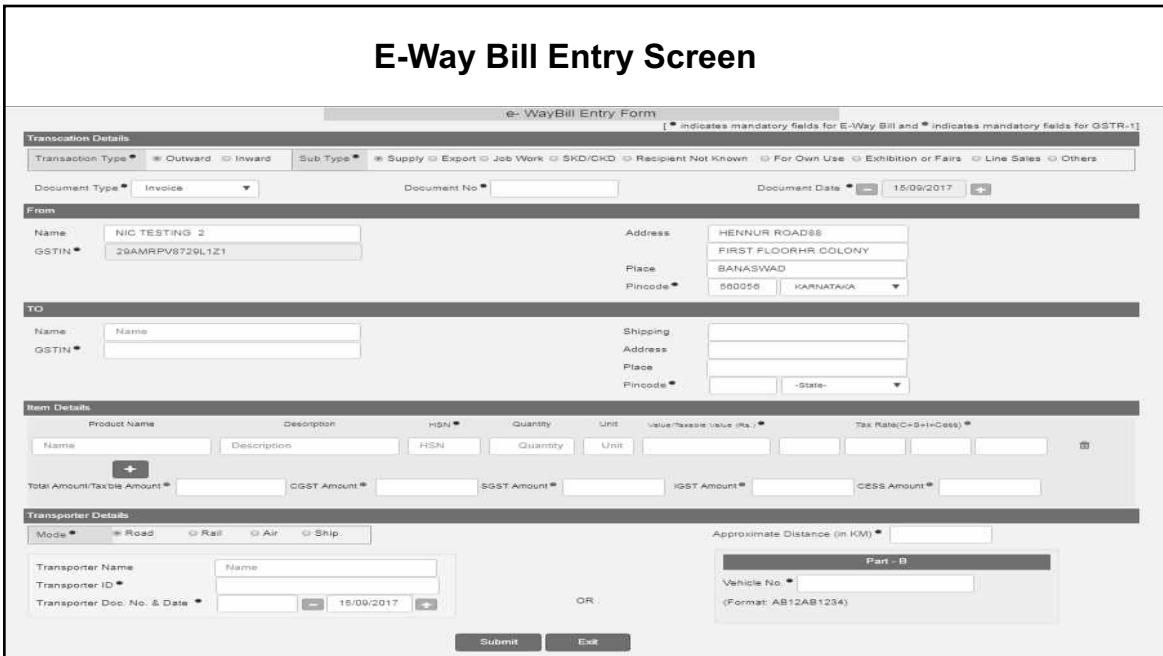 E-Way Bill Entry Screen
e- WayBill Entry Form
[ * indicates mandatory fields for E-Way Bill and * indicates mandatory fields for GSTR-1]
Transcation Details
Transaction Type * Outward Inward Sub Type * Supply Export Job Work SKD/CKD Recipient Not Known For Own Use Exhibition or Fairs Line Sales Others
Document Type * Invoice Document No * Document Date * 15/09/2017
From
Name NIC TESTING 2 Address HENNUR ROAD88
GSTIN * 29AMRPV8729L1Z1 FIRST FLOORHR COLONY
Place BANASWAD
Pincode * 560056 KARNATAKA
TO
Name Name Shipping
GSTIN * Address
Place
Pincode * -State-
Item Details
Product Name Description HSN * Quantity Unit Value/Taxable Value (Rs.) * Tax Rate(C+S+I+Cess) *
Name Description HSN Quantity Unit
+
Total Amount/Tax'ble Amount * CGST Amount * SGST Amount * IGST Amount * CESS Amount *
Transporter Details
Mode * Road Rail Air Ship Approximate Distance (in KM) *
Part - B
Transporter Name Name
Transporter ID * Vehicle No. *
Transporter Doc. No. & Date * 15/09/2017 OR (Format: AB12AB1234)
Submit Exit